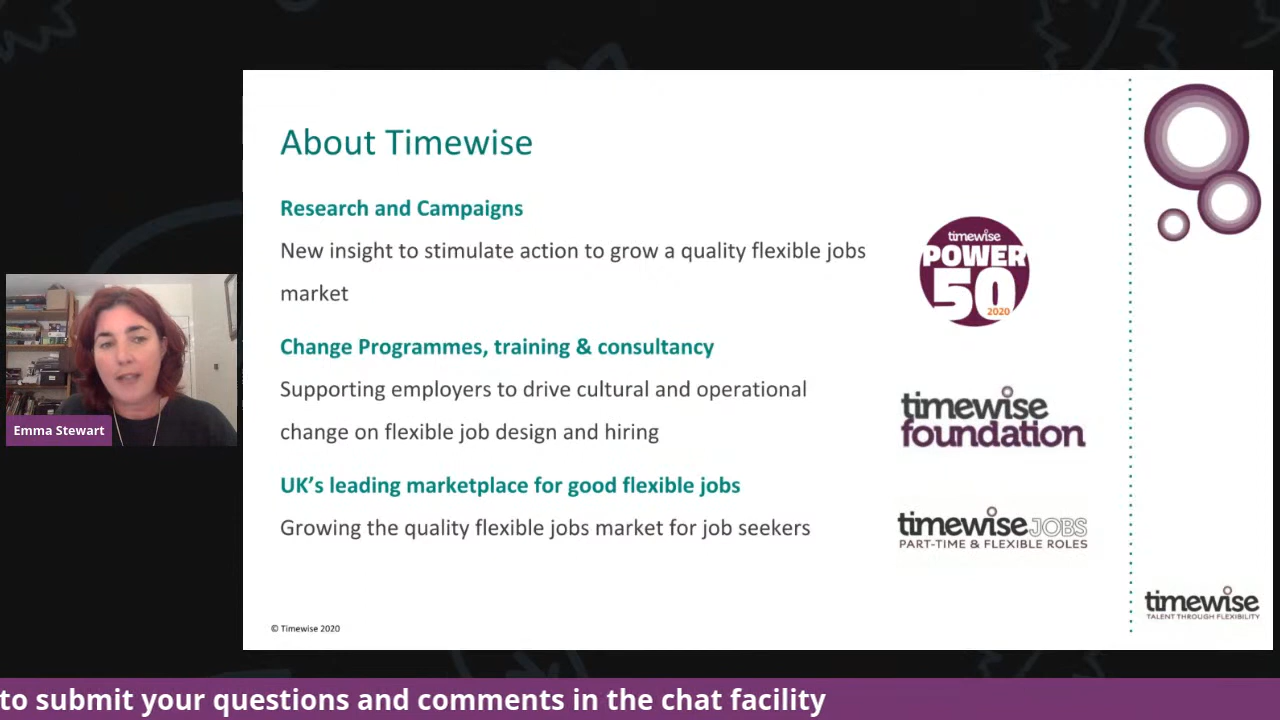 About Timewise
Research and Campaigns
New insight to stimulate action to grow a quality flexible jobs
market
Change Programmes, training & consultancy
Supporting employers to drive cultural and operational
change on flexible job design and hiring
UK’s leading marketplace for good flexible jobs
Growing the quality flexible jobs market for job seekers
© Timewise 2020
timewise
POWER
50
2020
timewise
foundation
timewiseJOBS
PART-TIME & FLEXIBLE ROLES
timewise
TALENT THROUGH FLEXIBILITY
Emma Stewart
to submit your questions and comments in the chat facility